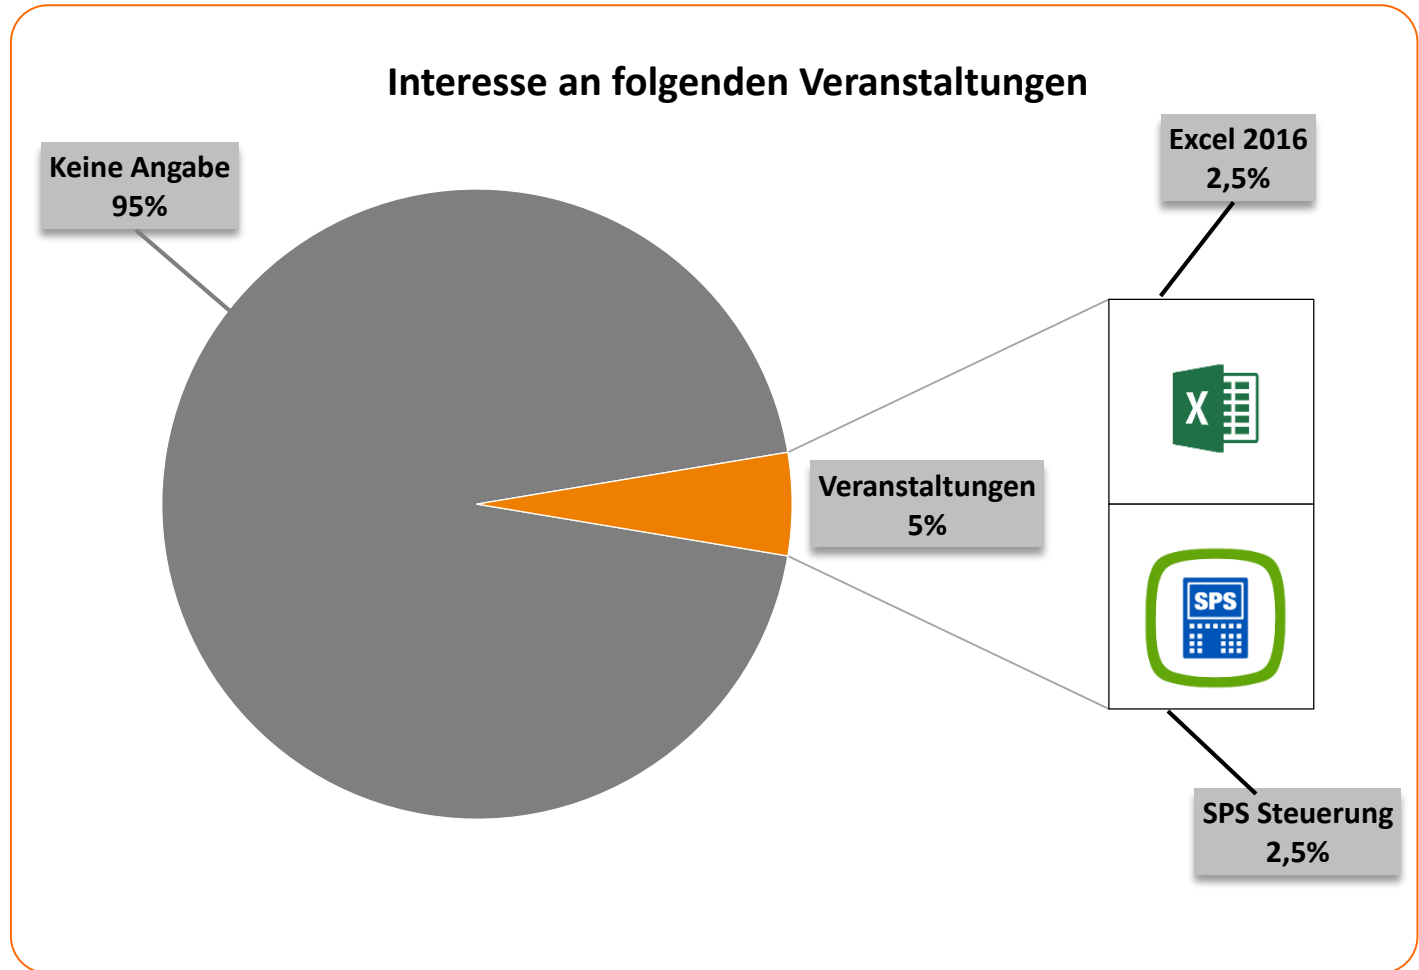 Interesse an folgenden Veranstaltungen
Keine Angabe
95%
Excel 2016
2,5%
X
Veranstaltungen
5%
SPS
SPS Steuerung
2,5%